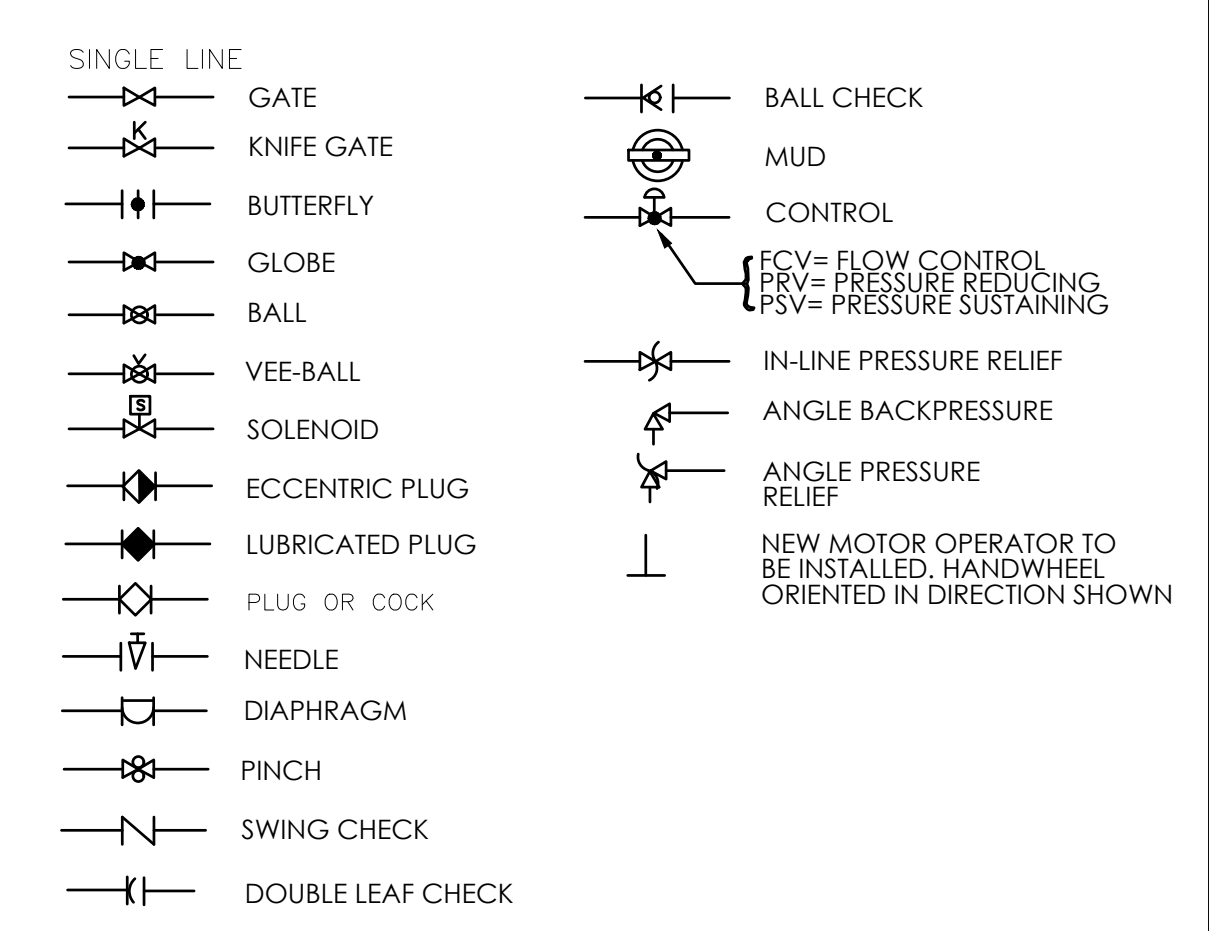 SINGLE LINE
GATE
K
KNIFE GATE
BUTTERFLY
GLOBE
BALL
V
VEE-BALL
S
SOLENOID
ECCENTRIC PLUG
LUBRICATED PLUG
PLUG OR COCK
NEEDLE
DIAPHRAGM
PINCH
SWING CHECK
DOUBLE LEAF CHECK
BALL CHECK
MUD
CONTROL
FCV= FLOW CONTROL
PRV= PRESSURE REDUCING
PSV= PRESSURE SUSTAINING
IN-LINE PRESSURE RELIEF
ANGLE BACKPRESSURE
ANGLE PRESSURE
RELIEF
NEW MOTOR OPERATOR TO
BE INSTALLED. HANDWHEEL
ORIENTED IN DIRECTION SHOWN